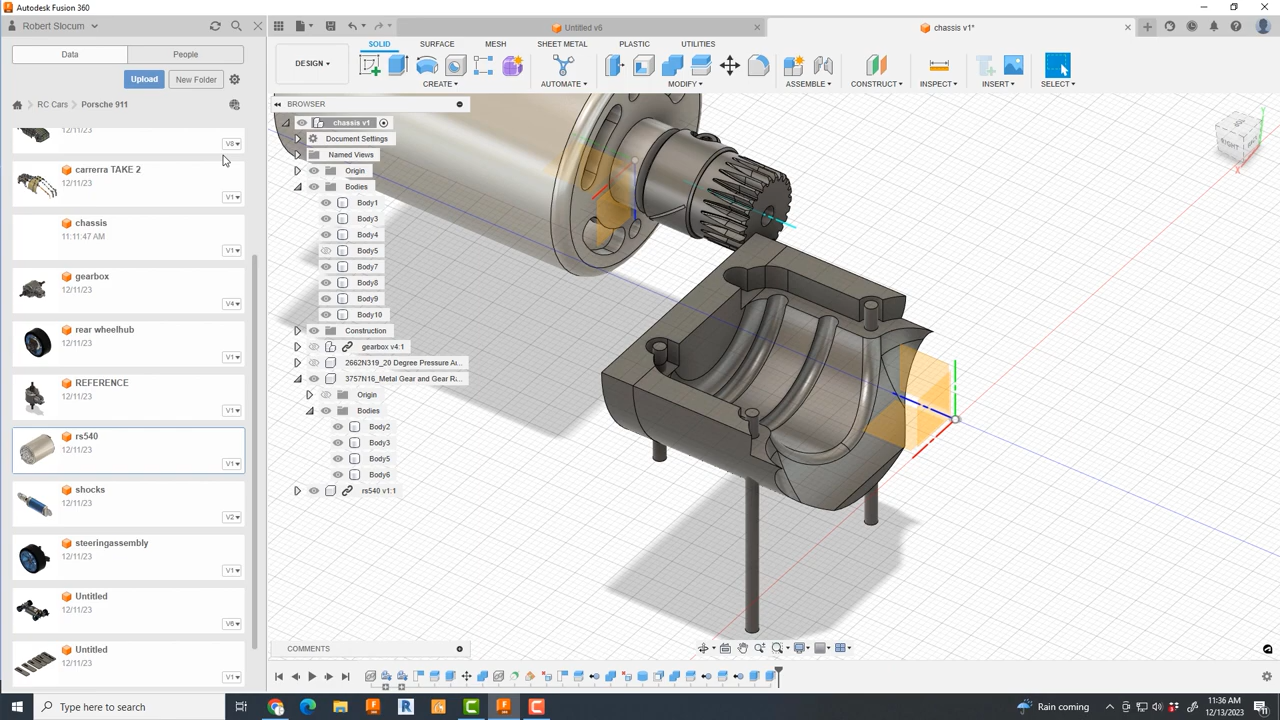 Autodesk Fusion 360
Robert Slocum
Untitled v6
chassis v1*
Data
People
Upload
New Folder
RC Cars
Porsche 911
SOLID
SURFACE
MESH
SHEET METAL
PLASTIC
UTILITIES
DESIGN
CREATE
AUTOMATE
MODIFY
ASSEMBLE
CONSTRUCT
INSPECT
INSERT
SELECT
12/11/23
V8
carrerra TAKE 2
12/11/23
V1
chassis
11:11:47 AM
V1
gearbox
12/11/23
V4
rear wheelhub
12/11/23
V1
REFERENCE
12/11/23
V1
rs540
12/11/23
V1
shocks
12/11/23
V2
steeringassembly
12/11/23
V1
Untitled
12/11/23
V6
Untitled
12/11/23
V1
BROWSER
chassis v1
Document Settings
Named Views
Origin
Bodies
Body1
Body3
Body4
Body5
Body7
Body8
Body9
Body10
Construction
gearbox v4:1
2662N319_20 Degree Pressure A...
3757N16_Metal Gear and Gear R...
Origin
Bodies
Body2
Body3
Body5
Body6
rs540 v1:1
RIGHT
Y
X
COMMENTS
Type here to search
Rain coming
11:36 AM
12/13/2023